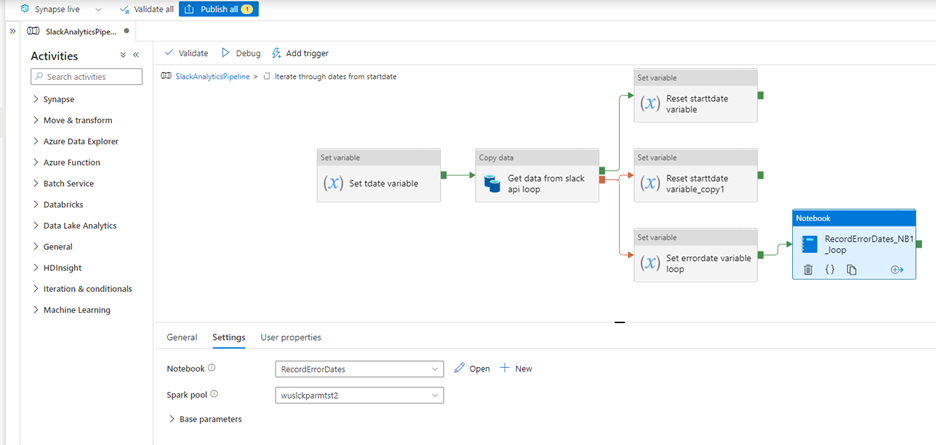 Synapse live
Validate all
Publish all
1
SlackAnalyticsPipe...
Activities
Search activities
Synapse
Move & transform
Azure Data Explorer
Azure Function
Batch Service
Databricks
Data Lake Analytics
General
HDInsight
Iteration & conditionals
Machine Learning
Validate
Debug
Add trigger
SlackAnalyticsPipeline > Iterate through dates from startdate
Set variable
(x)
Set tdate variable
Copy data
Get data from slack
api loop
Set variable
(x)
Reset starttdate
variable
Set variable
(x)
Reset starttdate
variable_copy1
Set variable
(x)
Set errordate variable
loop
Notebook
RecordErrorDates_NB1
_loop
{}
General
Settings
User properties
Notebook
RecordErrorDates
Open
New
Spark pool
wuslckparmtst2
Base parameters